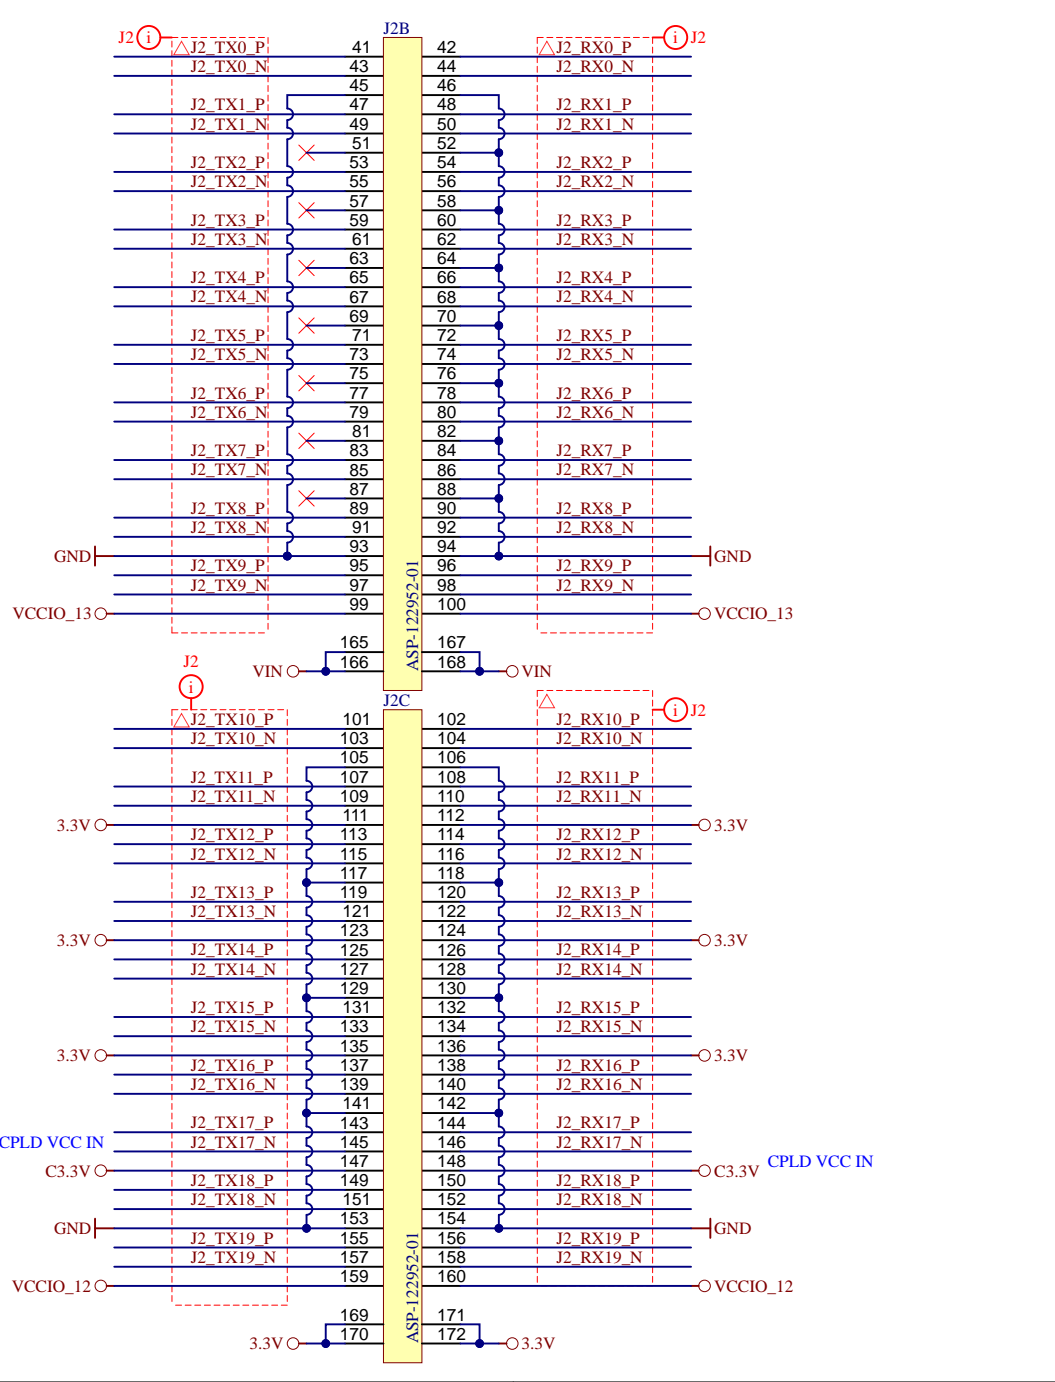 J2B
J2 i J2_TX0_P 41 42 J2_RX0_P i J2
J2_TX0_N 43 44 J2_RX0_N
45 46
J2_TX1_P 47 48 J2_RX1_P
J2_TX1_N 49 50 J2_RX1_N
51 52
J2_TX2_P 53 54 J2_RX2_P
J2_TX2_N 55 56 J2_RX2_N
57 58
J2_TX3_P 59 60 J2_RX3_P
J2_TX3_N 61 62 J2_RX3_N
63 64
J2_TX4_P 65 66 J2_RX4_P
J2_TX4_N 67 68 J2_RX4_N
69 70
J2_TX5_P 71 72 J2_RX5_P
J2_TX5_N 73 74 J2_RX5_N
75 76
J2_TX6_P 77 78 J2_RX6_P
J2_TX6_N 79 80 J2_RX6_N
81 82
J2_TX7_P 83 84 J2_RX7_P
J2_TX7_N 85 86 J2_RX7_N
87 88
J2_TX8_P 89 90 J2_RX8_P
J2_TX8_N 91 92 J2_RX8_N
GND 93 94 GND
J2_TX9_P 95 96 J2_RX9_P
J2_TX9_N 97 98 J2_RX9_N
VCCIO_13 99 100 VCCIO_13
ASP-122952-01
165 167
VIN 166 168 VIN
J2 i
J2C
J2_TX10_P 101 102 J2_RX10_P i J2
J2_TX10_N 103 104 J2_RX10_N
105 106
J2_TX11_P 107 108 J2_RX11_P
J2_TX11_N 109 110 J2_RX11_N
3.3V 111 112 3.3V
J2_TX12_P 113 114 J2_RX12_P
J2_TX12_N 115 116 J2_RX12_N
117 118
J2_TX13_P 119 120 J2_RX13_P
J2_TX13_N 121 122 J2_RX13_N
3.3V 123 124 3.3V
J2_TX14_P 125 126 J2_RX14_P
J2_TX14_N 127 128 J2_RX14_N
129 130
J2_TX15_P 131 132 J2_RX15_P
J2_TX15_N 133 134 J2_RX15_N
3.3V 135 136 3.3V
J2_TX16_P 137 138 J2_RX16_P
J2_TX16_N 139 140 J2_RX16_N
141 142
J2_TX17_P 143 144 J2_RX17_P
CPLD VCC IN J2_TX17_N 145 146 J2_RX17_N
C3.3V 147 148 C3.3V CPLD VCC IN
J2_TX18_P 149 150 J2_RX18_P
J2_TX18_N 151 152 J2_RX18_N
GND 153 154 GND
J2_TX19_P 155 156 J2_RX19_P
J2_TX19_N 157 158 J2_RX19_N
VCCIO_12 159 160 VCCIO_12
ASP-122952-01
169 171
3.3V 170 172 3.3V